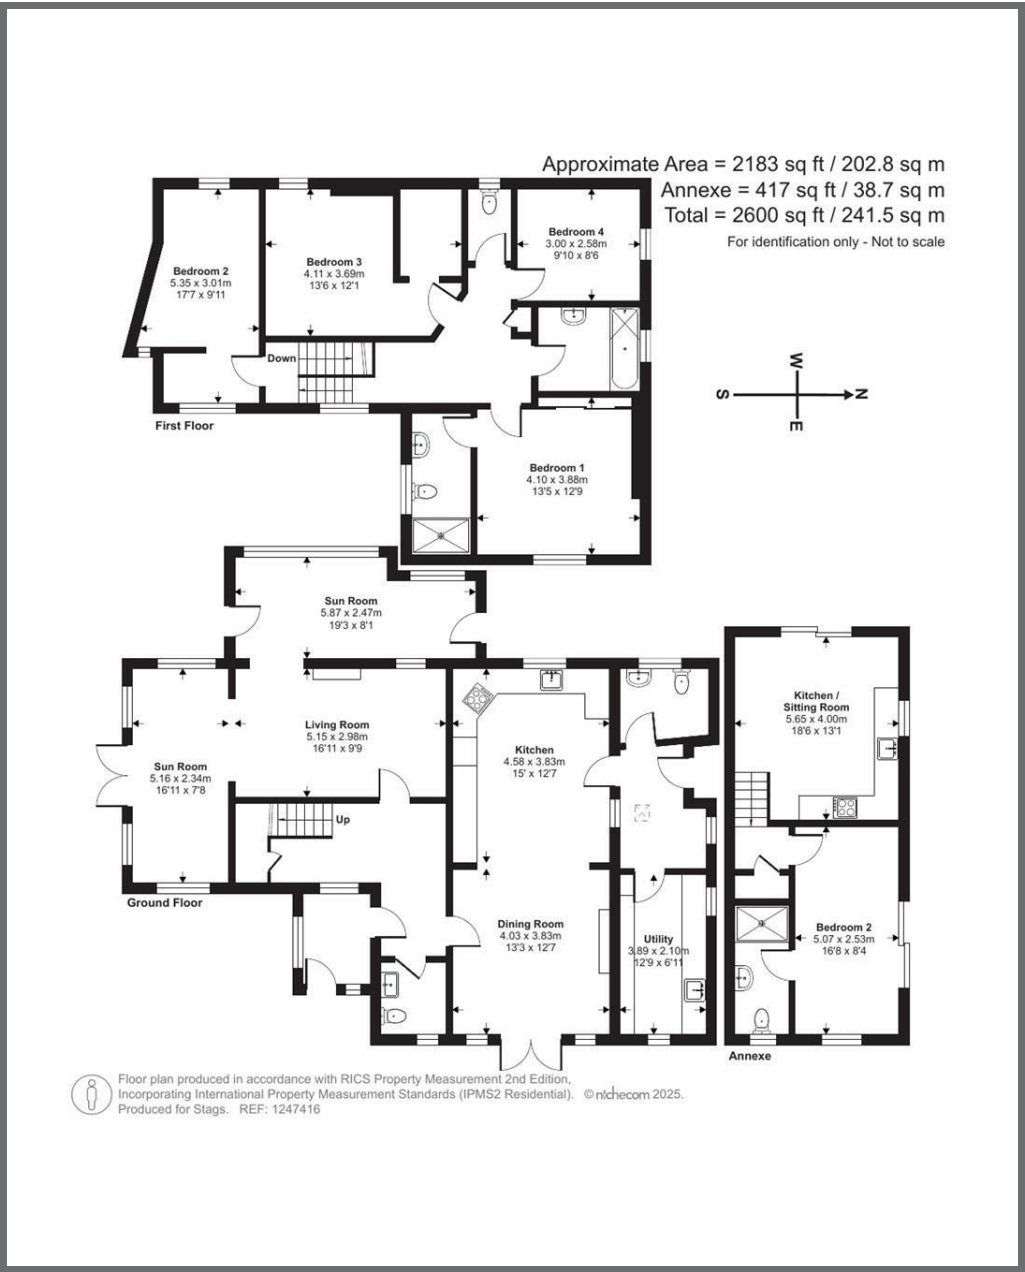 Approximate Area = 2183 sq ft / 202.8 sq m
Annexe = 417 sq ft / 38.7 sq m
Total = 2600 sq ft / 241.5 sq m
For identification only - Not to scale
Bedroom 2
5.35 x 3.01m
17'7 x 9'11
Bedroom 3
4.11 x 3.69m
13'6 x 12'1
Bedroom 4
3.00 x 2.58m
9'10 x 8'6
Down
First Floor
Bedroom 1
4.10 x 3.88m
13'5 x 12'9
W
S
N
E
Sun Room
5.87 x 2.47m
19'3 x 8'1
Living Room
5.15 x 2.98m
16'11 x 9'9
Sun Room
5.16 x 2.34m
16'11 x 7'8
Kitchen
4.58 x 3.83m
15' x 12'7
Up
Ground Floor
Dining Room
4.03 x 3.83m
13'3 x 12'7
Utility
3.89 x 2.10m
12'9 x 6'11
Kitchen /
Sitting Room
5.65 x 4.00m
18'6 x 13'1
Bedroom 2
5.07 x 2.53m
16'8 x 8'4
Annexe
Floor plan produced in accordance with RICS Property Measurement 2nd Edition,
Incorporating International Property Measurement Standards (IPMS2 Residential). © nichecom 2025.
Produced for Stags. REF: 1247416